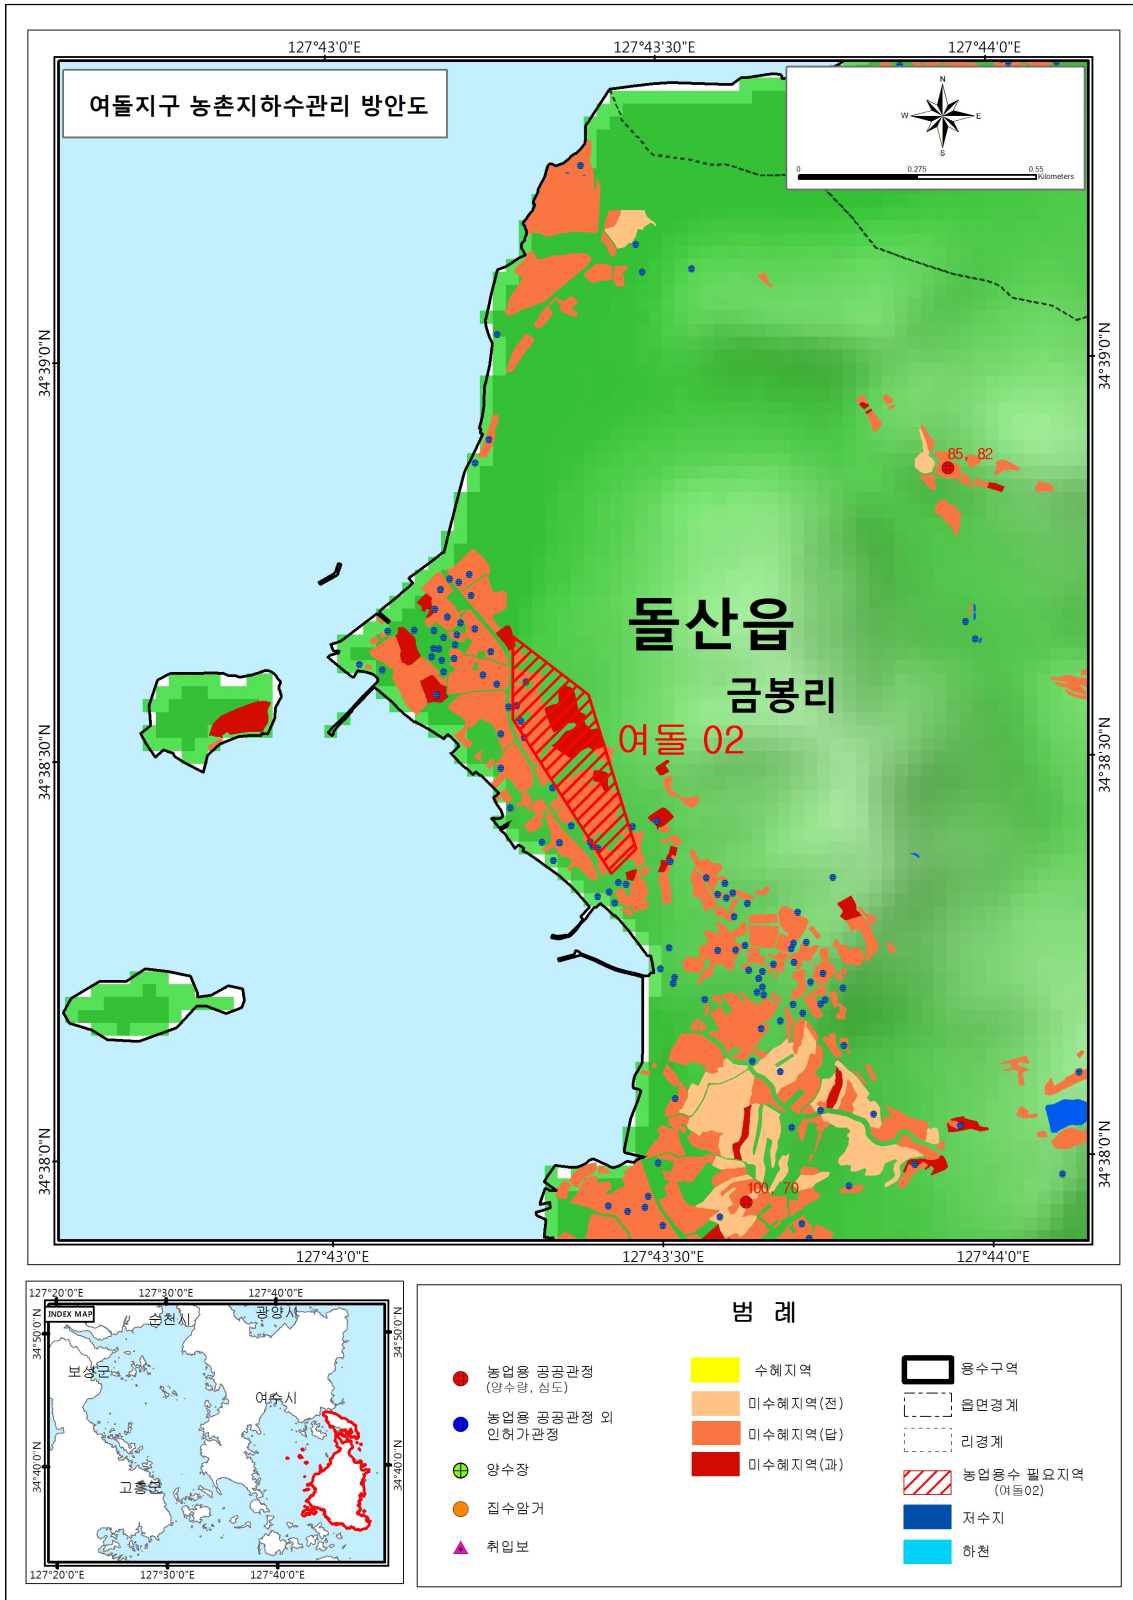 127°43'0"E
127°43'30"E
127°44'0"E
여돌지구 농촌지하수관리 방안도
N
W
E
S
0
0.275
0.55
Kilometers
34°39'0"N
34°39'0"N
85, 82
돌산읍
금봉리
여돌 02
34°38'30"N
34°38'30"N
34°38'0"N
34°38'0"N
100, 70
127°43'0"E
127°43'30"E
127°44'0"E
127°20'0"E
127°30'0"E
127°40'0"E
INDEX MAP
순천시
광양시
34°50'0"N
34°50'0"N
보성군
여수시
34°40'0"N
34°40'0"N
고흥군
127°20'0"E
127°30'0"E
127°40'0"E
범 례
농업용 공공관정
(양수량, 심도)
농업용 공공관정 외
인허가관정
양수장
집수암거
취입보
수혜지역
미수혜지역(전)
미수혜지역(답)
미수혜지역(과)
용수구역
읍면경계
리경계
농업용수 필요지역
(여돌02)
저수지
하천